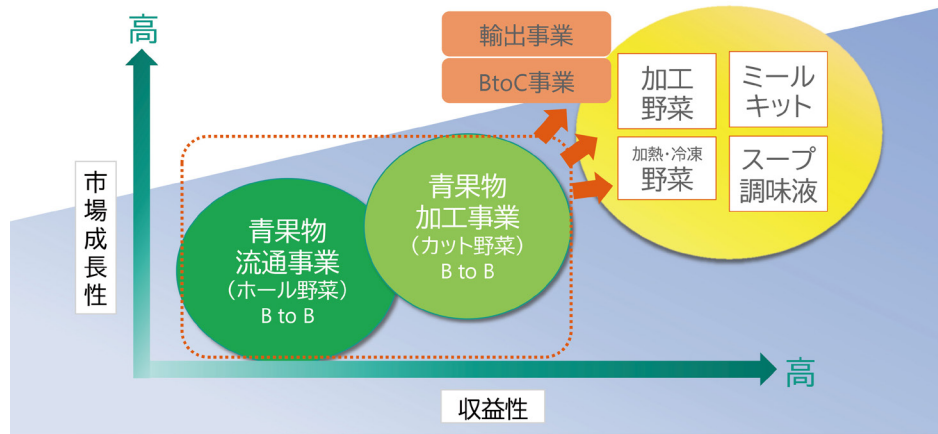 高
市場成長性
青果物
流通事業
（ホール野菜）
B to B
青果物
加工事業
（カット野菜）
B to B
輸出事業
BtoC事業
加工
野菜
ミール
キット
加熱・冷凍
野菜
スープ
調味液
収益性
高